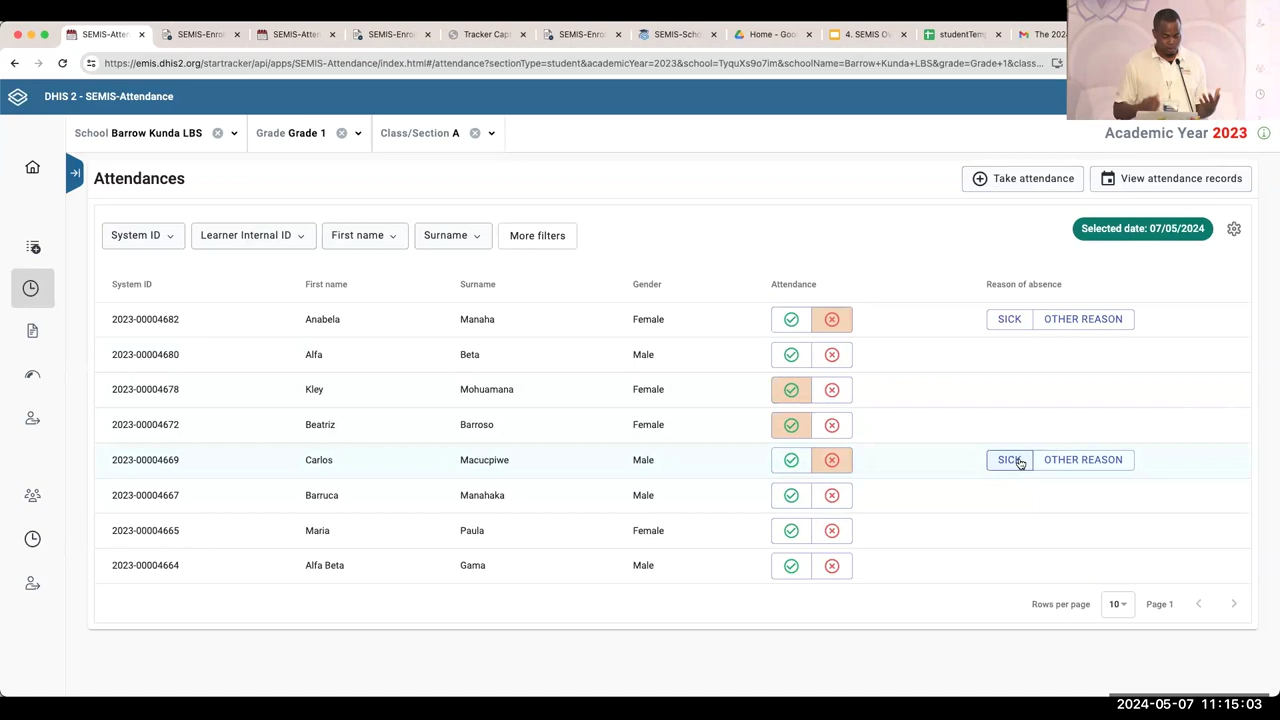 SEMIS-Atten
SEMIS-Enrol
SEMIS-Atten
SEMIS-Enrol
Tracker Cap
SEMIS-Enrol
SEMIS-Scho
Home - Goo
4. SEMIS Ov
studentTem
The 202
https://emis.dhis2.org/startracker/api/apps/SEMIS-Attendance/index.html#/attendance?sectionType=student&academicYear=2023&school=TyquXs9o7im&schoolName=Barrow+Kunda+LBS&grade=Grade+1&class...
DHIS 2 - SEMIS-Attendance
School Barrow Kunda LBS Grade Grade 1 Class/Section A Academic Year 2023
Attendances Take attendance View attendance records
System ID Learner Internal ID First name Surname More filters Selected date: 07/05/2024
System ID First name Surname Gender Attendance Reason of absence
2023-00004682 Anabela Manaha Female SICK OTHER REASON
2023-00004680 Alfa Beta Male
2023-00004678 Kley Mohuamana Female
2023-00004672 Beatriz Barroso Female
2023-00004669 Carlos Macucpiwe Male SICK OTHER REASON
2023-00004667 Barruca Manahaka Male
2023-00004665 Maria Paula Female
2023-00004664 Alfa Beta Gama Male
Rows per page 10 Page 1
2024-05-07 11:15:03